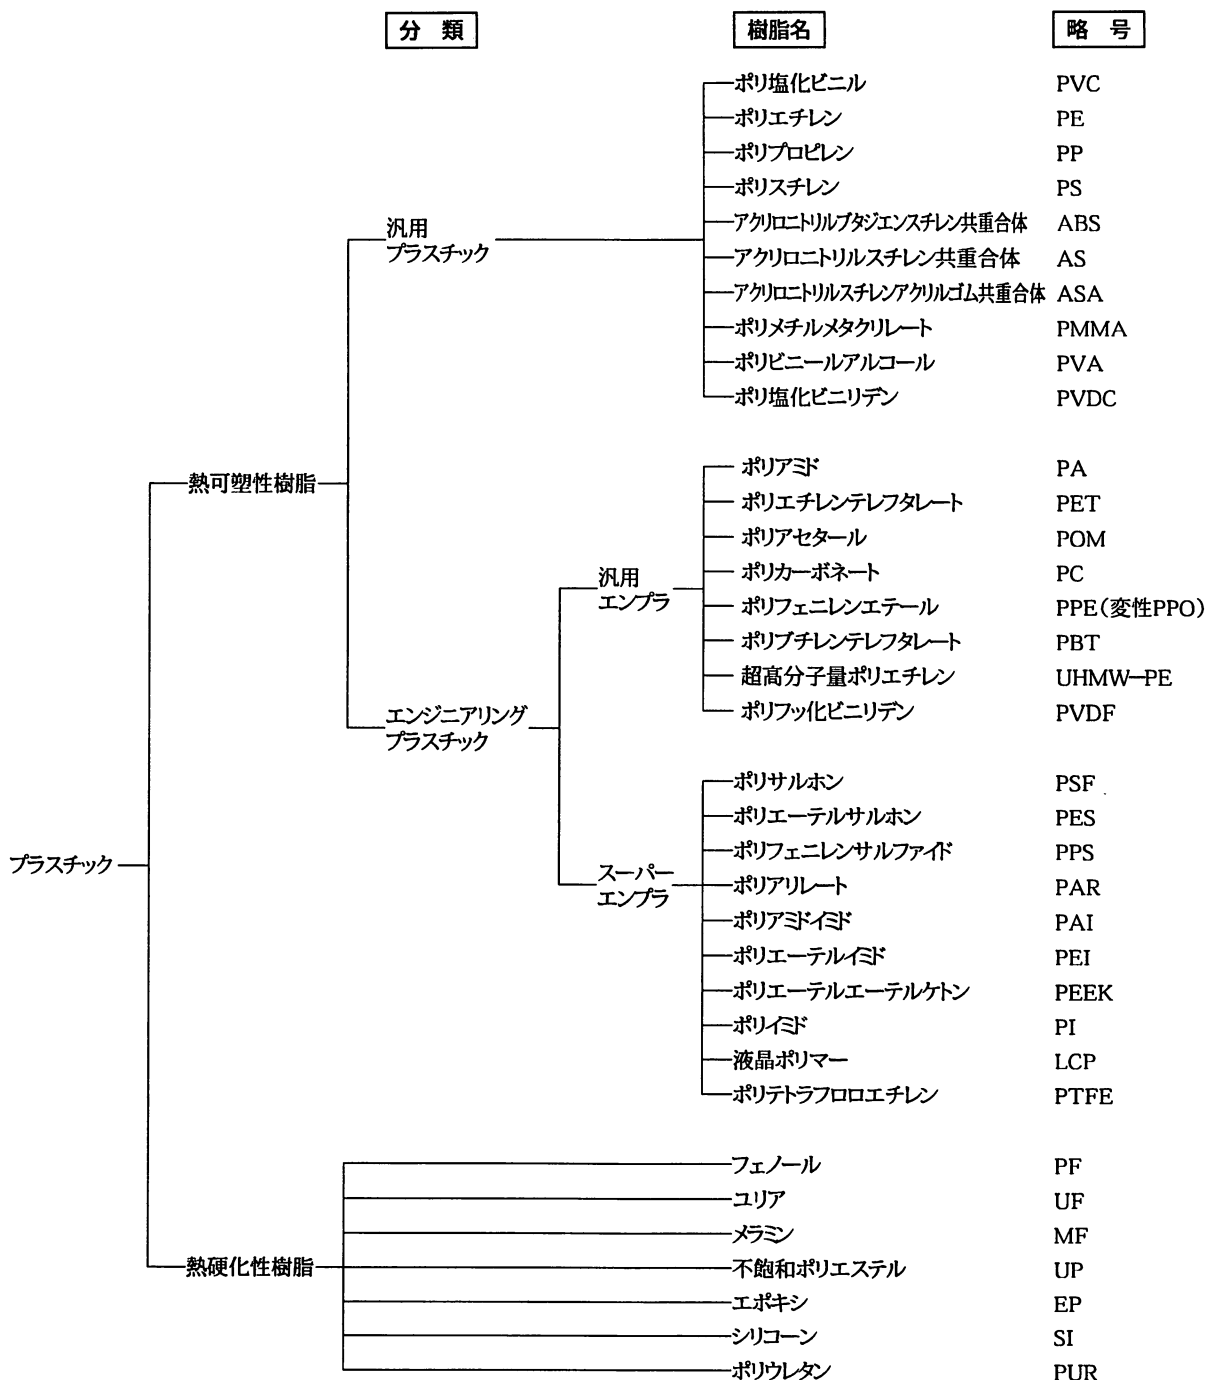 分 類 樹脂名 略 号
ポリ塩化ビニル PVC
ポリエチレン PE
ポリプロピレン PP
ポリスチレン PS
汎用
プラスチック
アクリロニトリルブタジエンスチレン共重合体 ABS
アクリロニトリルスチレン共重合体 AS
アクリロニトリルスチレンアクリルゴム共重合体 ASA
ポリメチルメタクリレート PMMA
ポリビニールアルコール PVA
ポリ塩化ビニリデン PVDC
熱可塑性樹脂
ポリアミド PA
ポリエチレンテレフタレート PET
ポリアセタール POM
汎用
エンプラ
ポリカーボネート PC
ポリフェニレンエテール PPE(変性PPO)
ポリブチレンテレフタレート PBT
超高分子量ポリエチレン UHMW-PE
ポリフッ化ビニリデン PVDF
エンジニアリング
プラスチック
ポリサルホン PSF
ポリエーテルサルホン PES
ポリフェニレンサルファイド PPS
プラスチック
スーパー
エンプラ
ポリアリレート PAR
ポリアミドイミド PAI
ポリエーテルイミド PEI
ポリエーテルエーテルケトン PEEK
ポリイミド PI
液晶ポリマー LCP
ポリテトラフロロエチレン PTFE
フェノール PF
ユリア UF
メラミン MF
熱硬化性樹脂
不飽和ポリエステル UP
エポキシ EP
シリコーン SI
ポリウレタン PUR